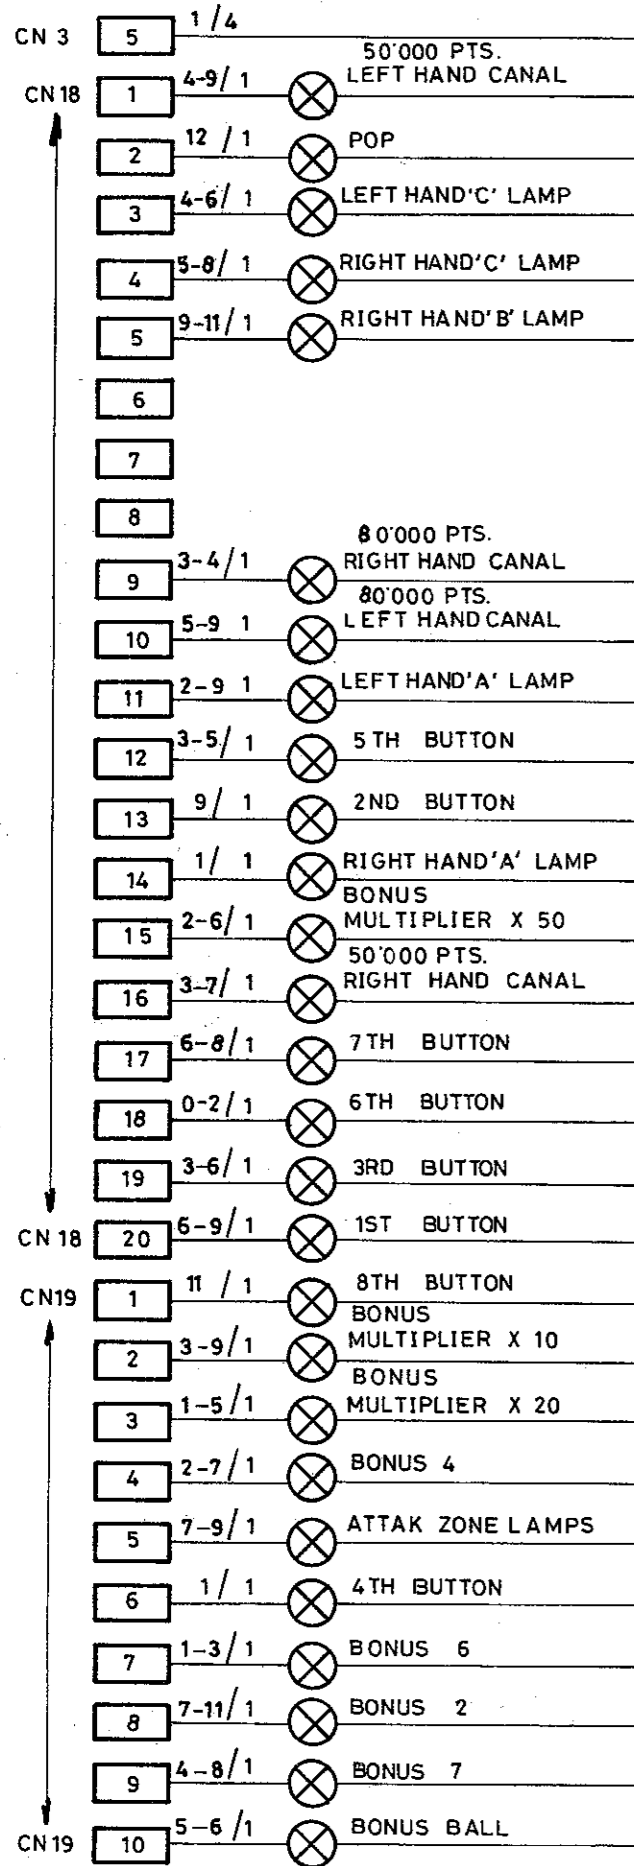 CN 3 5 1/4
50'000 PTS.
CN18 1 4-9/ 1 LEFT HAND CANAL
2 12 / 1 POP
3 4-6/ 1 LEFT HAND'C' LAMP
4 5-8/ 1 RIGHT HAND'C' LAMP
5 9-11/ 1 RIGHT HAND'B' LAMP
6
7
8
80'000 PTS.
9 3-4/1 RIGHT HAND CANAL
80'000 PTS.
10 5-9 1 LEFT HAND CANAL
11 2-9 1 LEFT HAND'A' LAMP
12 3-5/ 1 5TH BUTTON
13 9/ 1 2ND BUTTON
14 1/ 1 RIGHT HAND'A' LAMP
BONUS
15 2-6/ 1 MULTIPLIER X 50
50'000 PTS.
16 3-7/ 1 RIGHT HAND CANAL
17 6-8/ 1 7TH BUTTON
18 0-2/ 1 6TH BUTTON
19 3-6/ 1 3RD BUTTON
CN 18 20 6-9/ 1 1ST BUTTON
CN19 1 11 / 1 8TH BUTTON
BONUS
2 3-9/ 1 MULTIPLIER X 10
BONUS
3 1-5/ 1 MULTIPLIER X 20
4 2-7/ 1 BONUS 4
5 7-9/ 1 ATTAK ZONE LAMPS
6 1/ 1 4TH BUTTON
7 1-3/ 1 BONUS 6
8 7-11/ 1 BONUS 2
9 4-8/ 1 BONUS 7
CN19 10 5-6 /1 BONUS BALL